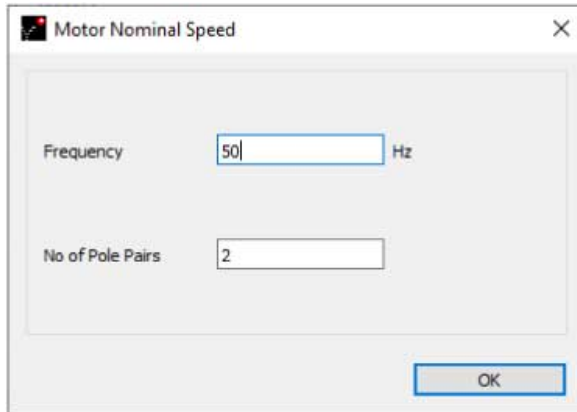 Motor Nominal Speed
Frequency 50 Hz
No of Pole Pairs 2
OK